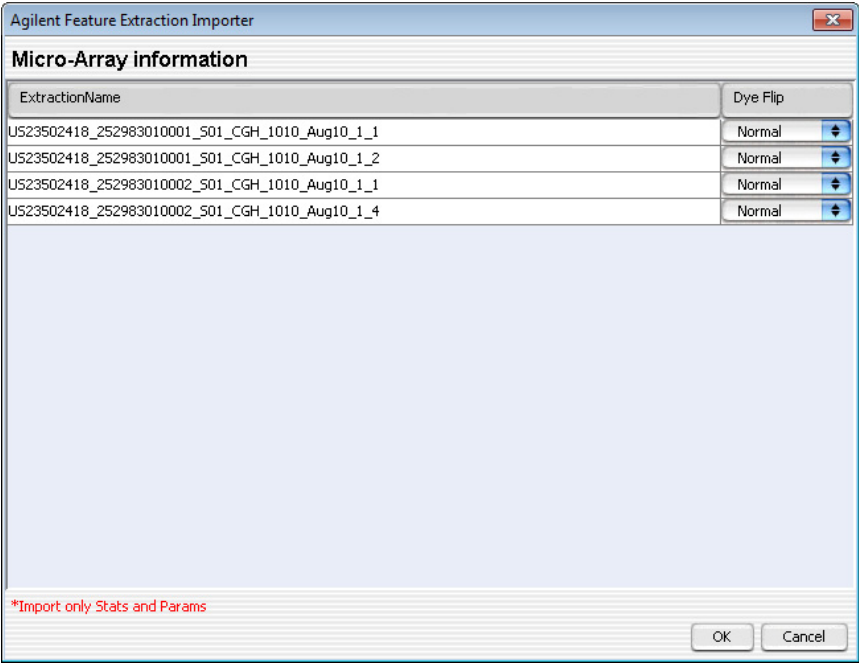 Agilent Feature Extraction Importer
Micro-Array information
ExtractionName Dye Flip
US23502418_252983010001_S01_CGH_1010_Aug10_1_1 Normal
US23502418_252983010001_S01_CGH_1010_Aug10_1_2 Normal
US23502418_252983010002_S01_CGH_1010_Aug10_1_1 Normal
US23502418_252983010002_S01_CGH_1010_Aug10_1_4 Normal
*Import only Stats and Params
OK Cancel